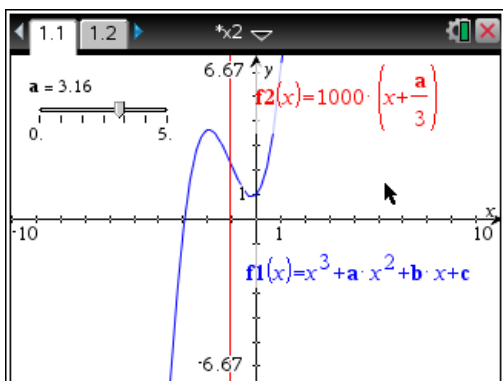 1.1 1.2 *x2
6.67 y
a = 3.16
0. 5.
f2(x)=1000·(x+a/3)
1
x
-10 1 10
f1(x)=x³+a·x²+b·x+c
-6.67